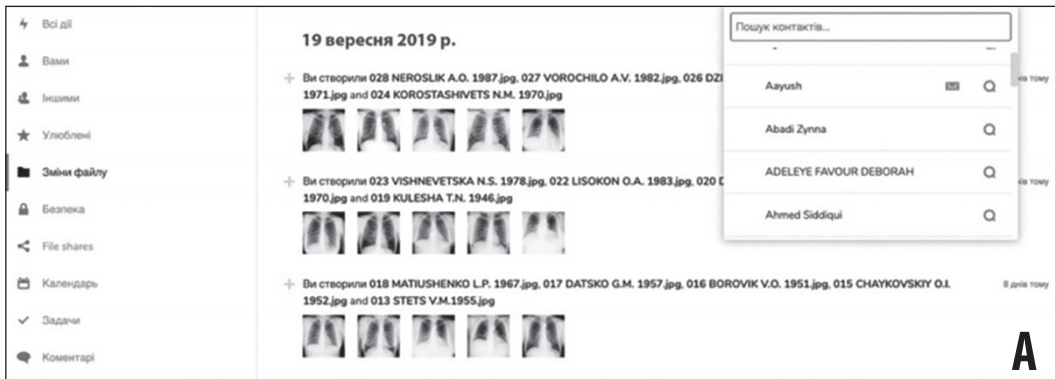 Всі дії
Вами
Іншими
Улюблені
Зміни файлу
Безпека
File shares
Календарь
Задачи
Коментарі
19 вересня 2019 р.
Ви створили 028 NEROSLIK A.O. 1987.jpg, 027 VOROCHILO A.V. 1982.jpg, 026 DZI
1971.jpg and 024 KOROSTASHIVETS N.M. 1970.jpg
Ви створили 023 VISHNEVETSKA N.S. 1978.jpg, 022 LISOKON O.A. 1983.jpg, 020 D
1970.jpg and 019 KULESHA T.N. 1946.jpg
Ви створили 018 MATIUSHENKO L.P. 1967.jpg, 017 DATSKO G.M. 1957.jpg, 016 BOROVIK V.O. 1951.jpg, 015 CHAYKOVSKIY O.I.
8 днів тому
1952.jpg and 013 STETS V.M.1955.jpg
Пошук контактів...
Aayush
Abadi Zynna
ADELEYE FAVOUR DEBORAH
Ahmed Siddiqui
тому
тому
A